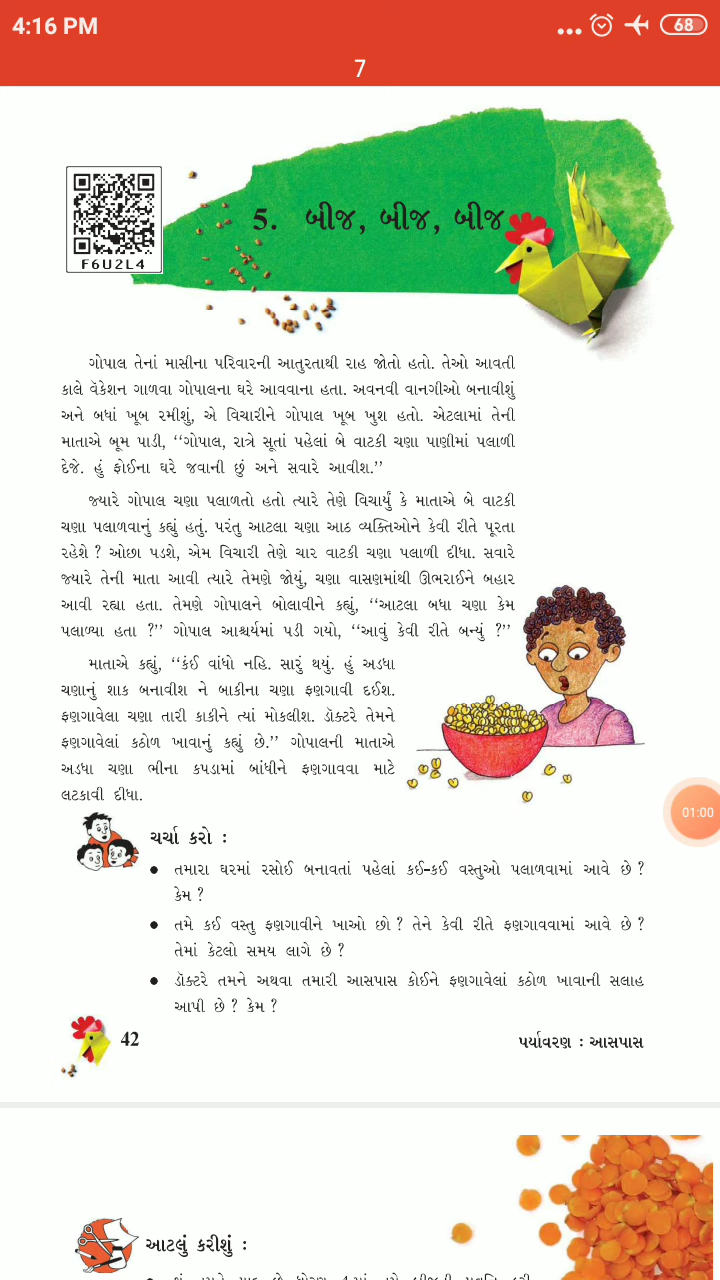 4:16 PM
68
7
F6U2L4
5. બીજ, બીજ, બીજ
ગોપાલ તેનાં માસીના પરિવારની આતુરતાથી રાહ જોતો હતો. તેઓ આવતી
કાલે વૅકેશન ગાળવા ગોપાલના ઘરે આવવાના હતા. અવનવી વાનગીઓ બનાવીશું
અને બધાં ખૂબ રમીશું, એ વિચારીને ગોપાલ ખૂબ ખુશ હતો. એટલામાં તેની
માતાએ બૂમ પાડી, ‘‘ગોપાલ, રાત્રે સૂતાં પહેલાં બે વાટકી ચણા પાણીમાં પલાળી
દેજે. હું ફોઈના ઘરે જવાની છું અને સવારે આવીશ.’’
જ્યારે ગોપાલ ચણા પલાળતો હતો ત્યારે તેણે વિચાર્યું કે માતાએ બે વાટકી
ચણા પલાળવાનું કહ્યું હતું. પરંતુ આટલા ચણા આઠ વ્યક્તિઓને કેવી રીતે પૂરતા
રહેશે ? ઓછા પડશે, એમ વિચારી તેણે ચાર વાટકી ચણા પલાળી દીધા. સવારે
જ્યારે તેની માતા આવી ત્યારે તેમણે જોયું, ચણા વાસણમાંથી ઊભરાઈને બહાર
આવી રહ્યા હતા. તેમણે ગોપાલને બોલાવીને કહ્યું, ‘‘આટલા બધા ચણા કેમ
પલાળ્યા હતા ?’’ ગોપાલ આશ્ચર્યમાં પડી ગયો, ‘‘આવું કેવી રીતે બન્યું ?’’
માતાએ કહ્યું, ‘‘કંઈ વાંધો નહિ. સારું થયું. હું અડધા
ચણાનું શાક બનાવીશ ને બાકીના ચણા ફણગાવી દઈશ.
ફણગાવેલા ચણા તારી કાકીને ત્યાં મોકલીશ. ડૉક્ટરે તેમને
ફણગાવેલાં કઠોળ ખાવાનું કહ્યું છે.’’ ગોપાલની માતાએ
અડધા ચણા ભીના કપડામાં બાંધીને ફણગાવવા માટે
લટકાવી દીધા.
01:00
ચર્ચા કરો :
• તમારા ઘરમાં રસોઈ બનાવતાં પહેલાં કઈ-કઈ વસ્તુઓ પલાળવામાં આવે છે ?
કેમ ?
• તમે કઈ વસ્તુ ફણગાવીને ખાઓ છો ? તેને કેવી રીતે ફણગાવવામાં આવે છે ?
તેમાં કેટલો સમય લાગે છે ?
• ડૉક્ટરે તમને અથવા તમારી આસપાસ કોઈને ફણગાવેલાં કઠોળ ખાવાની સલાહ
આપી છે ? કેમ ?
42
પર્યાવરણ : આસપાસ
આટલું કરીશું :